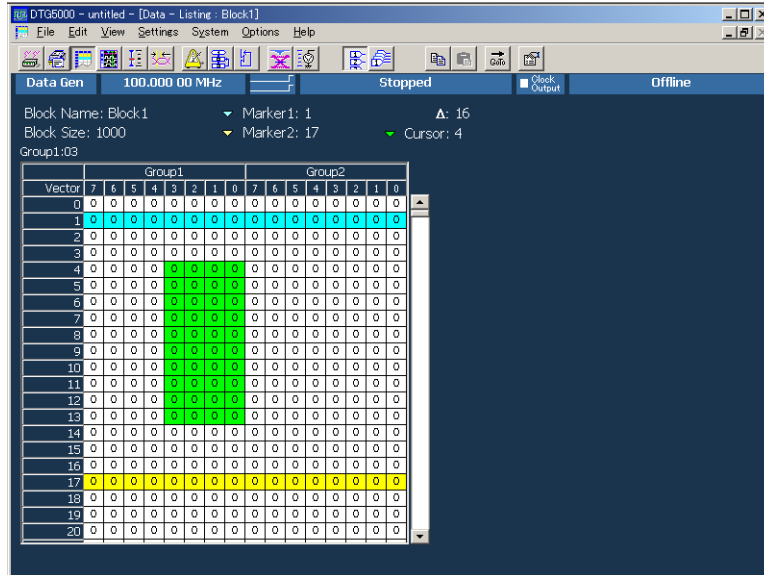 DTG5000 - untitled - [Data - Listing : Block1]
File Edit View Settings System Options Help
GoTo
Data Gen 100.000 00 MHz Stopped Clock Output Offline
Block Name: Block1 Marker1: 1 Δ: 16
Block Size: 1000 Marker2: 17 Cursor: 4
Group1:03
Group1 Group2
Vector 7 6 5 4 3 2 1 0 7 6 5 4 3 2 1 0
0 0 0 0 0 0 0 0 0 0 0 0 0 0 0 0 0
1 0 0 0 0 0 0 0 0 0 0 0 0 0 0 0 0
2 0 0 0 0 0 0 0 0 0 0 0 0 0 0 0 0
3 0 0 0 0 0 0 0 0 0 0 0 0 0 0 0 0
4 0 0 0 0 0 0 0 0 0 0 0 0 0 0 0 0
5 0 0 0 0 0 0 0 0 0 0 0 0 0 0 0 0
6 0 0 0 0 0 0 0 0 0 0 0 0 0 0 0 0
7 0 0 0 0 0 0 0 0 0 0 0 0 0 0 0 0
8 0 0 0 0 0 0 0 0 0 0 0 0 0 0 0 0
9 0 0 0 0 0 0 0 0 0 0 0 0 0 0 0 0
10 0 0 0 0 0 0 0 0 0 0 0 0 0 0 0 0
11 0 0 0 0 0 0 0 0 0 0 0 0 0 0 0 0
12 0 0 0 0 0 0 0 0 0 0 0 0 0 0 0 0
13 0 0 0 0 0 0 0 0 0 0 0 0 0 0 0 0
14 0 0 0 0 0 0 0 0 0 0 0 0 0 0 0 0
15 0 0 0 0 0 0 0 0 0 0 0 0 0 0 0 0
16 0 0 0 0 0 0 0 0 0 0 0 0 0 0 0 0
17 0 0 0 0 0 0 0 0 0 0 0 0 0 0 0 0
18 0 0 0 0 0 0 0 0 0 0 0 0 0 0 0 0
19 0 0 0 0 0 0 0 0 0 0 0 0 0 0 0 0
20 0 0 0 0 0 0 0 0 0 0 0 0 0 0 0 0